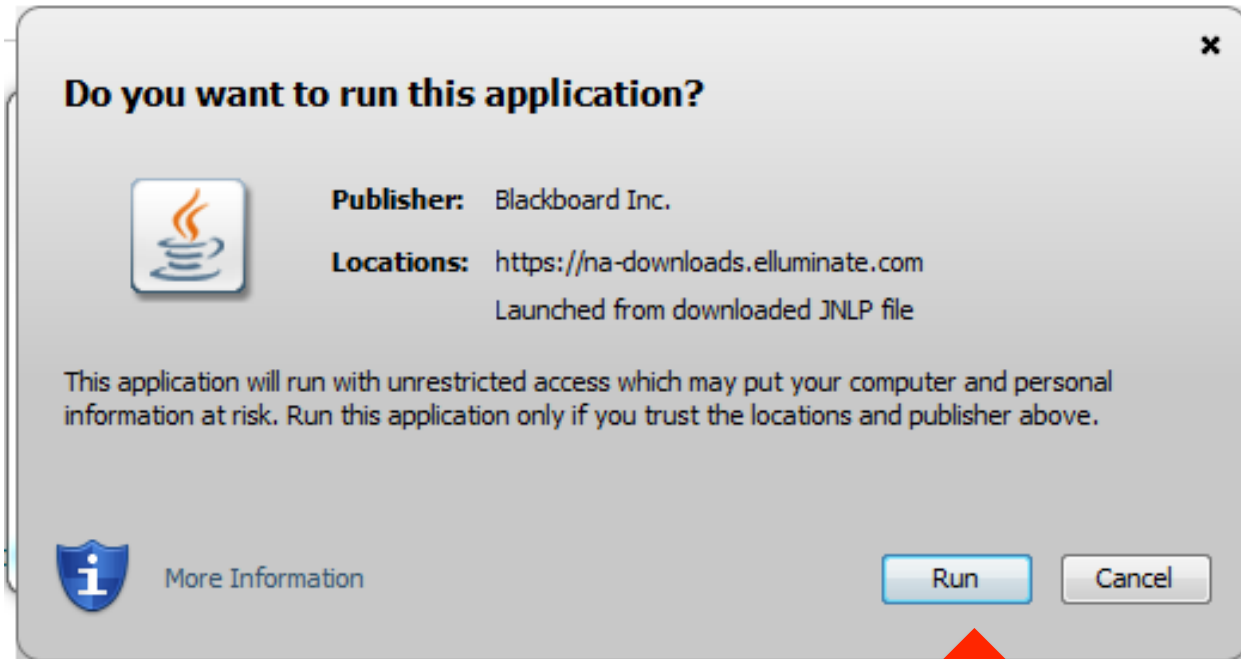 Do you want to run this application?
Publisher: Blackboard Inc.
Locations: https://na-downloads.elluminate.com
Launched from downloaded JNLP file
This application will run with unrestricted access which may put your computer and personal
information at risk. Run this application only if you trust the locations and publisher above.
More Information
Run
Cancel